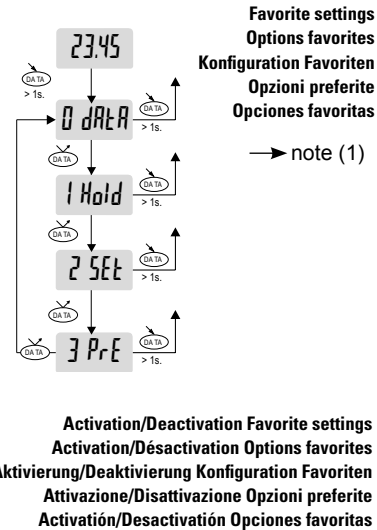 Favorite settings
Options favorites
Konfiguration Favoriten
Opzioni preferite
Opciones favoritas
→ note (1)
23.45
DATA
> 1s.
0 dAtA
DATA
> 1s.
DATA
1 Hold
DATA
> 1s.
DATA
2 SEt
DATA
> 1s.
DATA
DATA
3 PrE
DATA
> 1s.
Activation/Deactivation Favorite settings
Activation/Désactivation Options favorites
Aktivierung/Deaktivierung Konfiguration Favoriten
Attivazione/Disattivazione Opzioni preferite
Activatión/Desactivatión Opciones favoritas